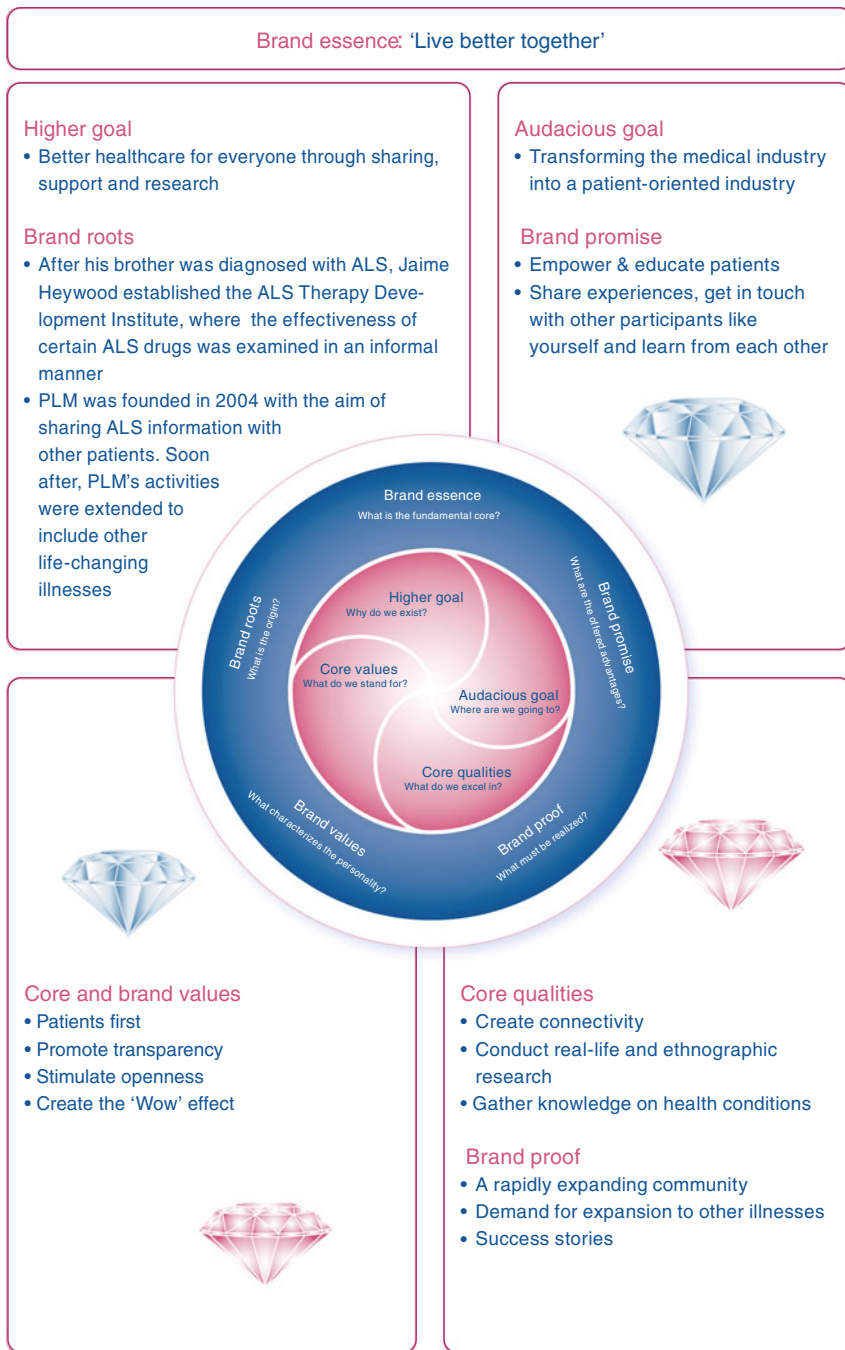 Brand essence: ‘Live better together’
Higher goal
• Better healthcare for everyone through sharing,
support and research
Brand roots
• After his brother was diagnosed with ALS, Jaime
Heywood established the ALS Therapy Deve-
lopment Institute, where the effectiveness of
certain ALS drugs was examined in an informal
manner
• PLM was founded in 2004 with the aim of
sharing ALS information with
other patients. Soon
after, PLM’s activities
were extended to
include other
life-changing
illnesses
Audacious goal
• Transforming the medical industry
into a patient-oriented industry
Brand promise
• Empower & educate patients
• Share experiences, get in touch
with other participants like
yourself and learn from each other
Brand essence
What is the fundamental core?
Brand promise
What are the offered advantages?
Brand proof
What must be realized?
Brand values
What characterizes the personality?
Brand roots
What is the origin?
Higher goal
Why do we exist?
Core values
What do we stand for?
Audacious goal
Where are we going to?
Core qualities
What do we excel in?
Core and brand values
• Patients first
• Promote transparency
• Stimulate openness
• Create the ‘Wow’ effect
Core qualities
• Create connectivity
• Conduct real-life and ethnographic
research
• Gather knowledge on health conditions
Brand proof
• A rapidly expanding community
• Demand for expansion to other illnesses
• Success stories